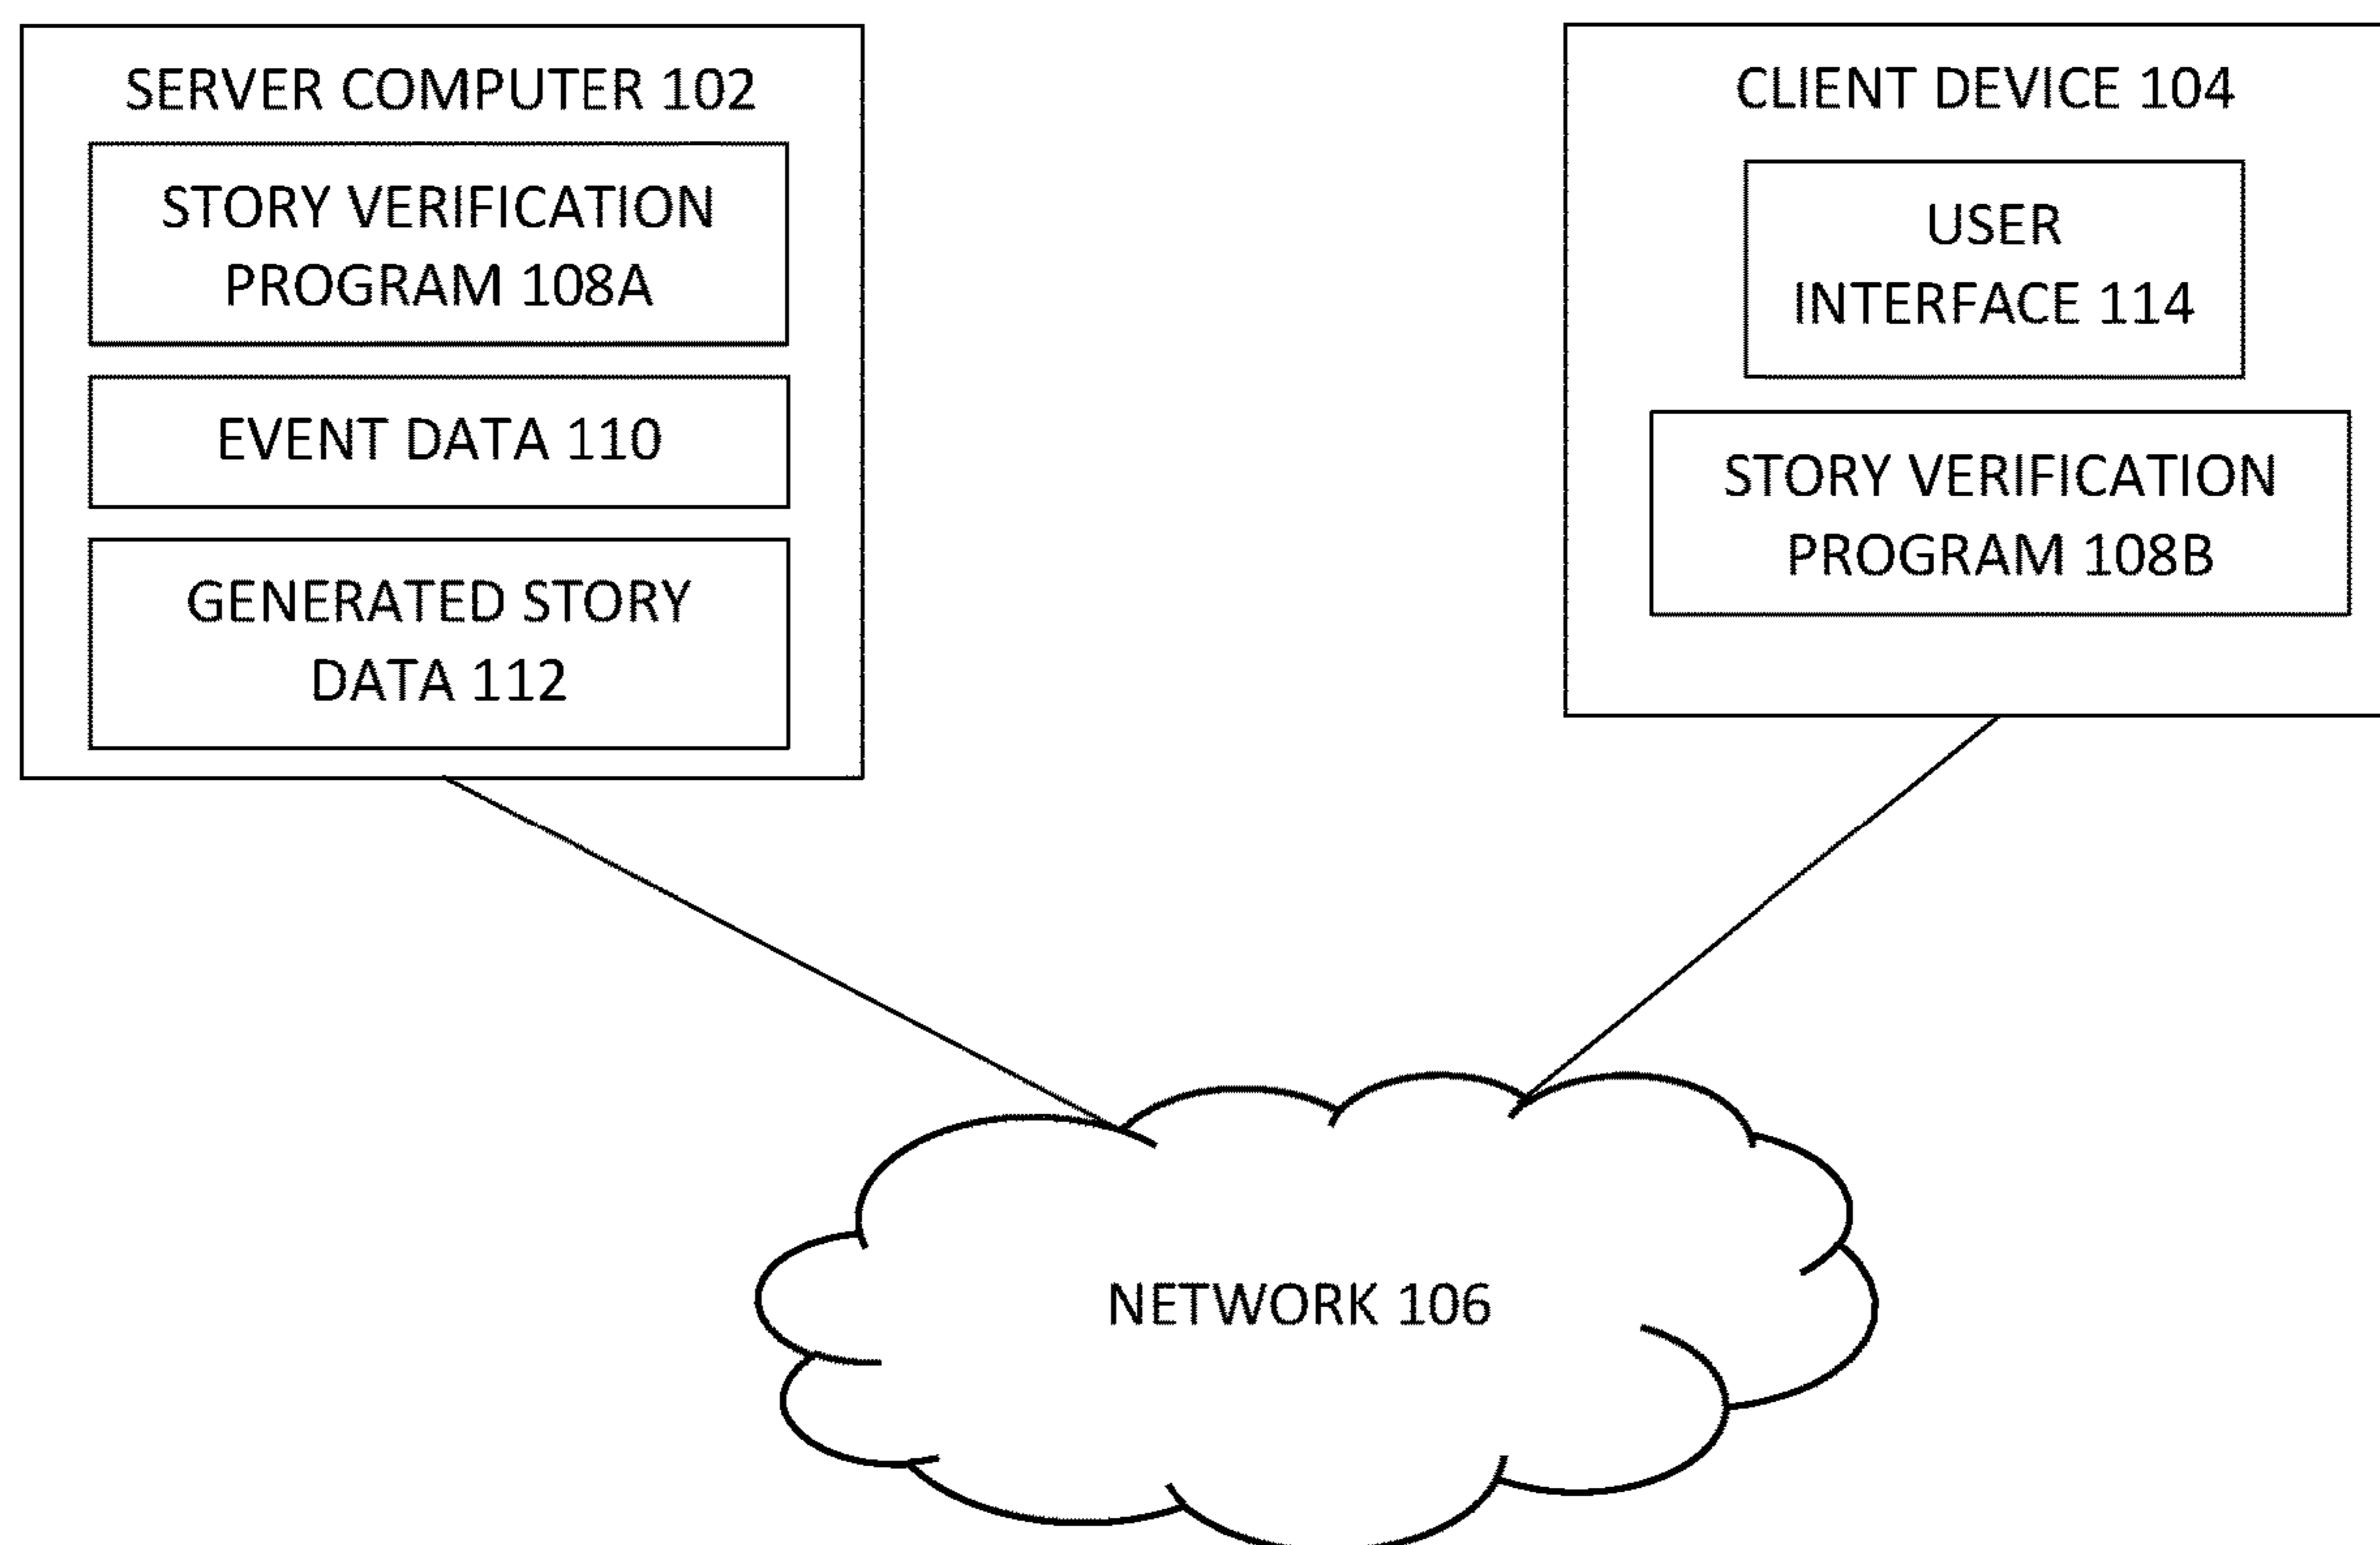 SERVER COMPUTER 102
STORY VERIFICATION
PROGRAM 108A
EVENT DATA 110
GENERATED STORY
DATA 112
CLIENT DEVICE 104
USER
INTERFACE 114
STORY VERIFICATION
PROGRAM 108B
NETWORK 106